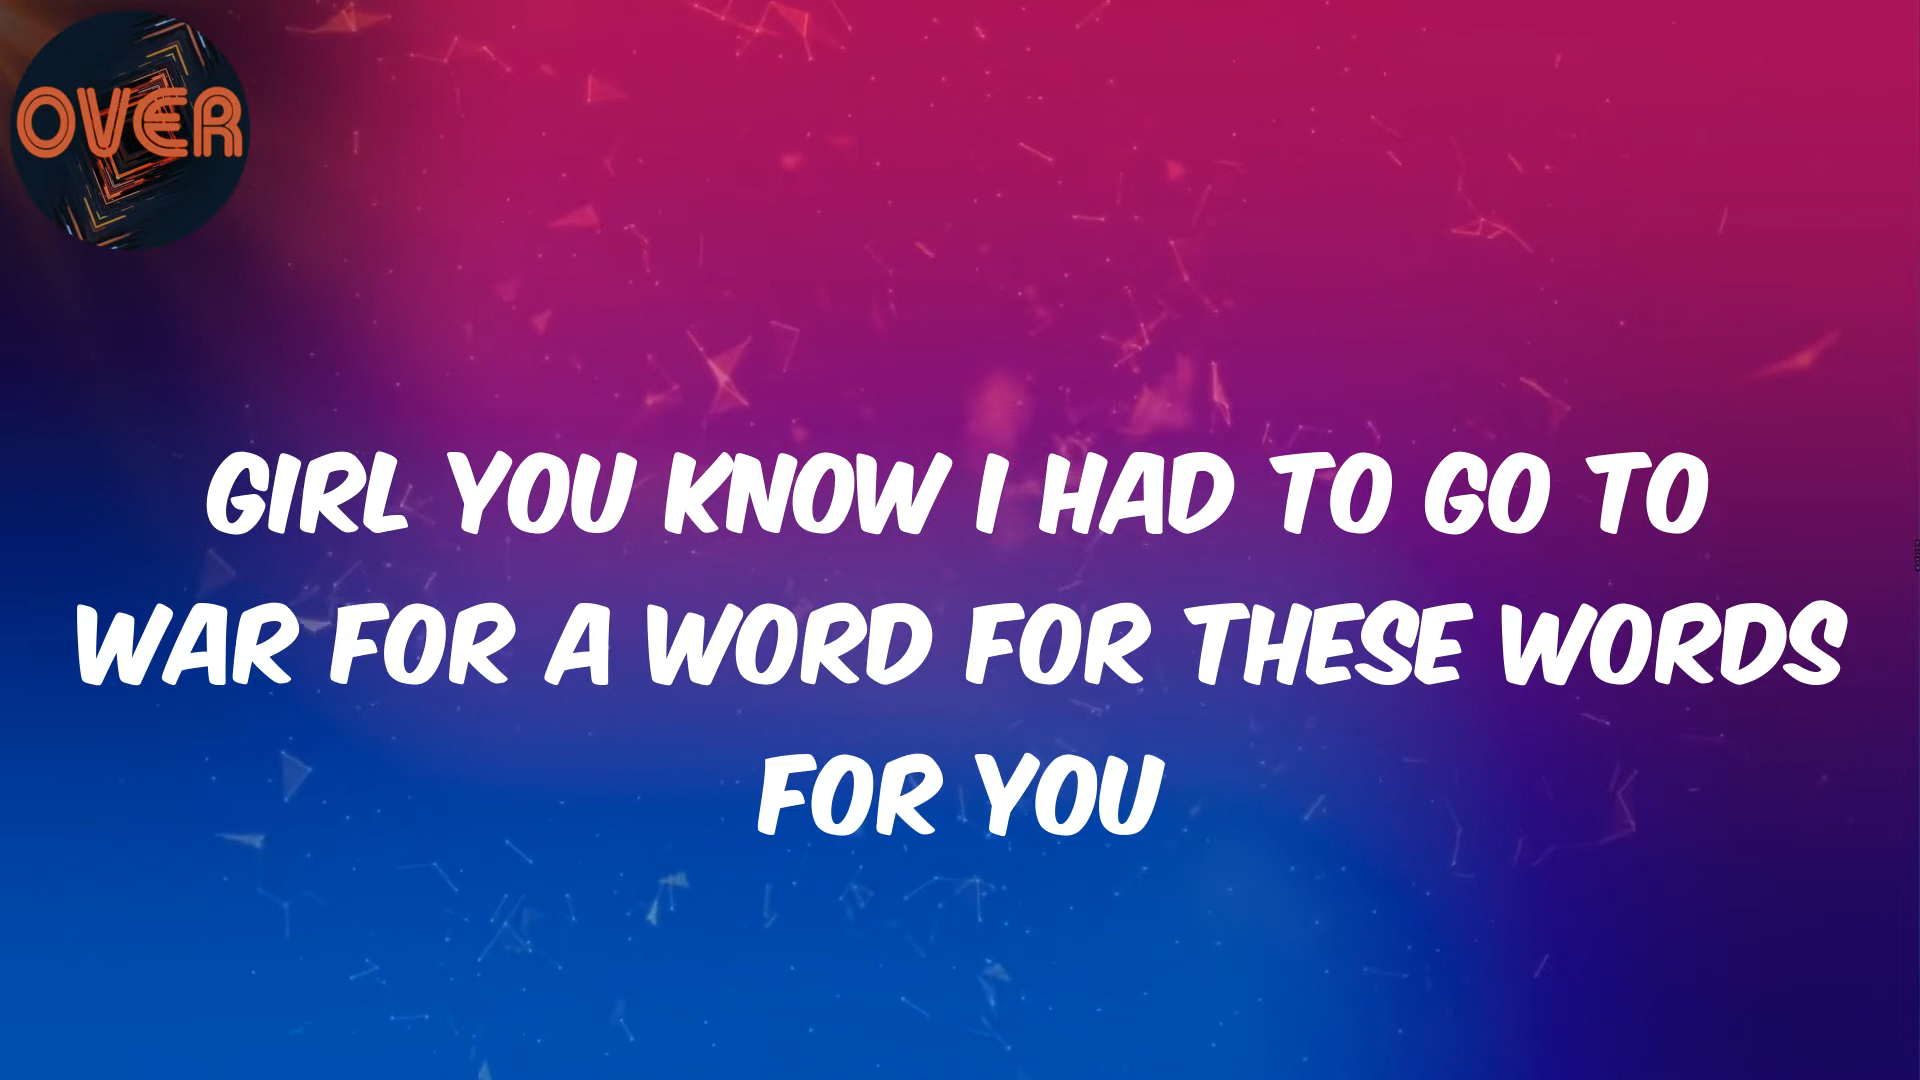 OVER
GIRL YOU KNOW I HAD TO GO TO
WAR FOR A WORD FOR THESE WORDS
FOR YOU